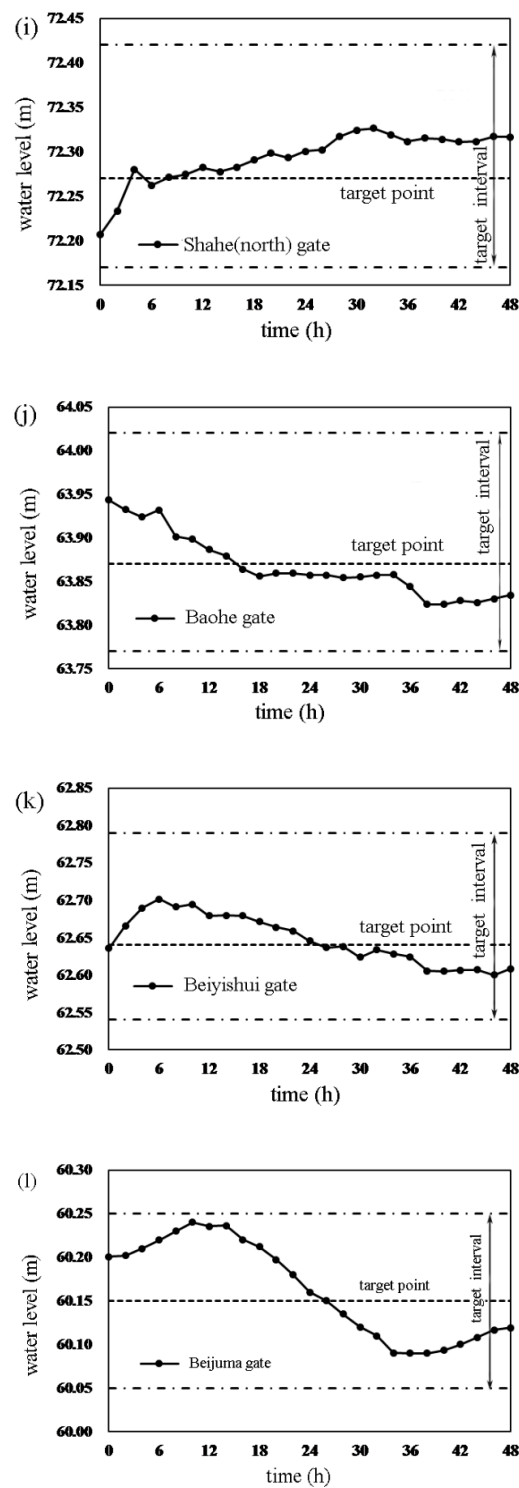 (i)
72.45
72.40
72.35
72.30
72.25
72.20
72.15
water level (m)
target interval
target point
Shahe(north) gate
0 6 12 18 24 30 36 42 48
time (h)
(j)
64.05
64.00
63.95
63.90
63.85
63.80
63.75
water level (m)
target interval
target point
Baohe gate
0 6 12 18 24 30 36 42 48
time (h)
(k)
62.85
62.80
62.75
62.70
62.65
62.60
62.55
62.50
water level (m)
target interval
target point
Beiyishui gate
0 6 12 18 24 30 36 42 48
time (h)
(l)
60.30
60.25
60.20
60.15
60.10
60.05
60.00
water level (m)
target interval
target point
Beijuma gate
0 6 12 18 24 30 36 42 48
time (h)